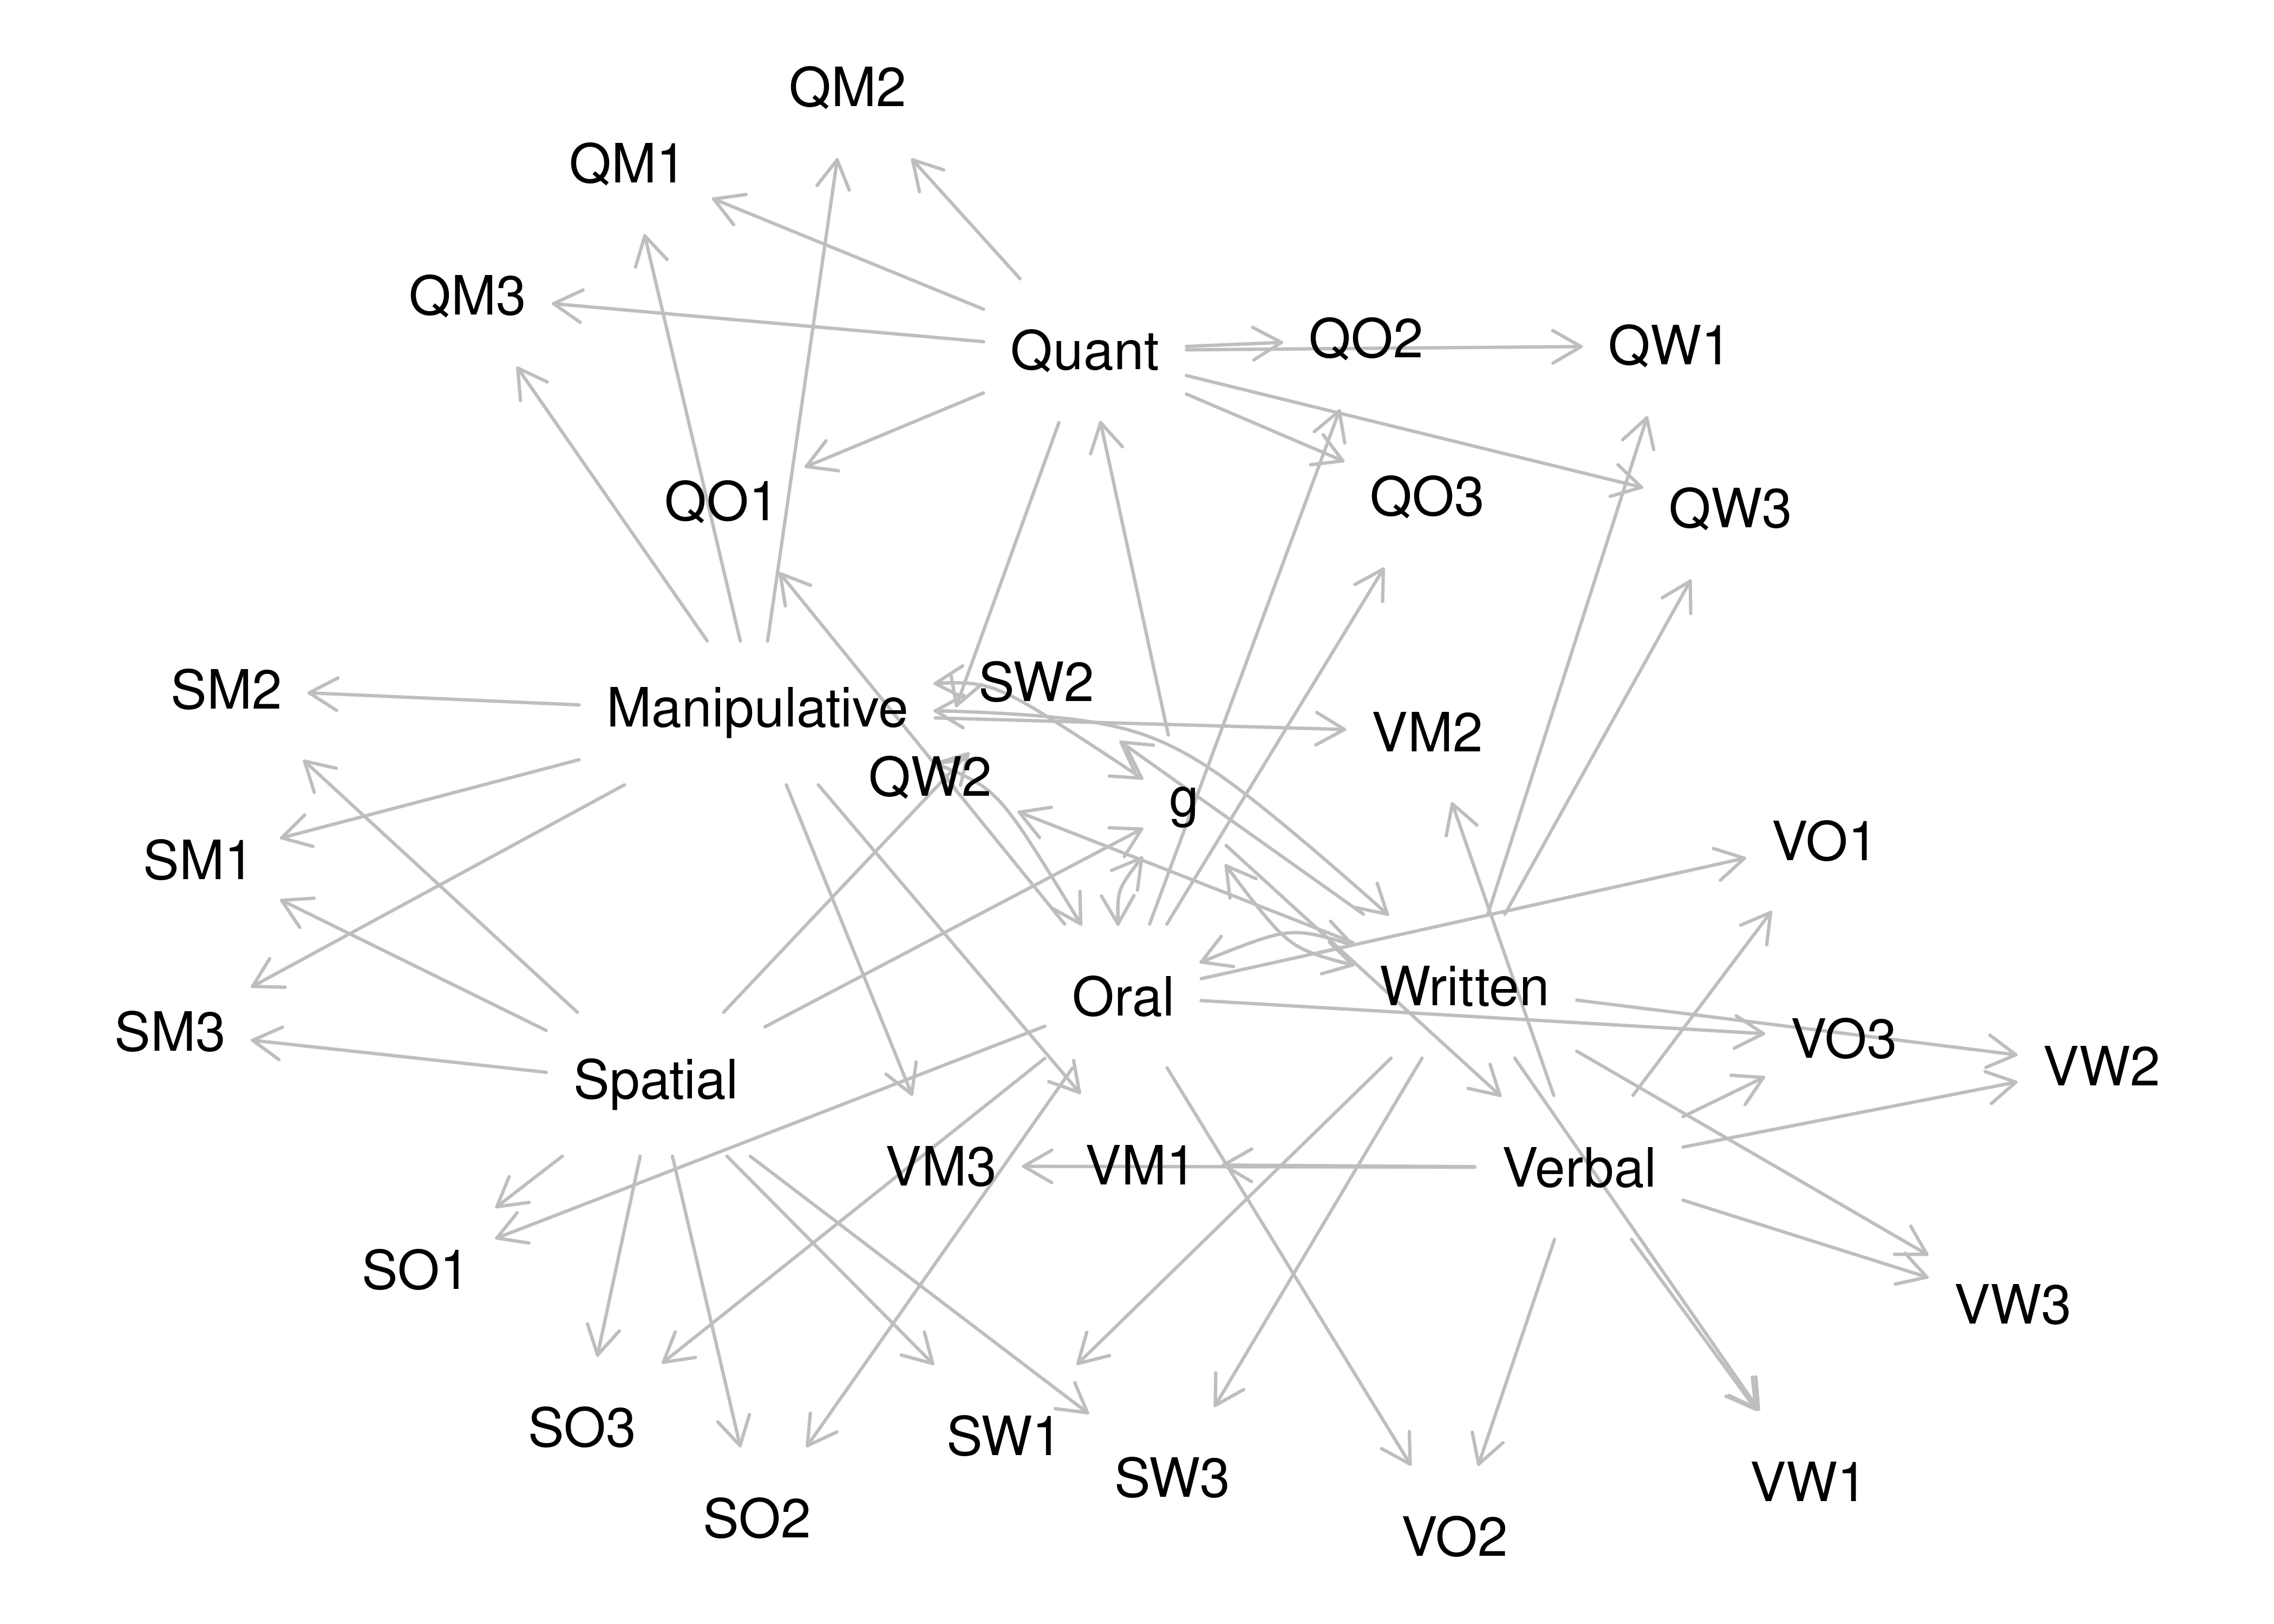 QM2
QM1
QM3
Quant
QO2
QW1
QO1
QO3
QW3
SM2
Manipulative
SW2
VM2
QW2
g
SM1
VO1
Oral
Written
SM3
VO3
Spatial
VW2
VM3
VM1
Verbal
SO1
VW3
SO3
SW1
SW3
VW1
SO2
VO2